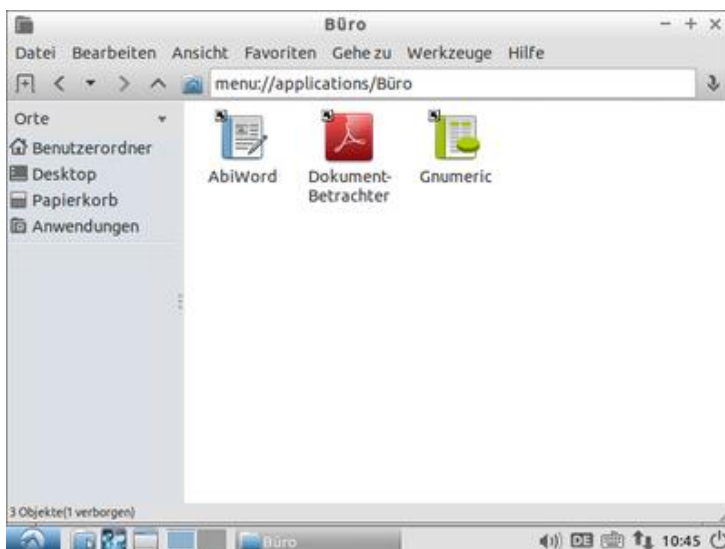 Büro
Datei Bearbeiten Ansicht Favoriten Gehe zu Werkzeuge Hilfe
menu://applications/Büro
Orte
Benutzerordner
Desktop
Papierkorb
Anwendungen
AbiWord
Dokument-
Betrachter
Gnumeric
3 Objekte(1 verborgen)
Büro
DE
10:45